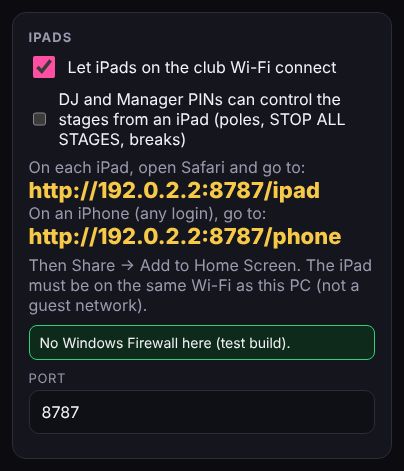 IPADS
Let iPads on the club Wi-Fi connect
DJ and Manager PINs can control the
stages from an iPad (poles, STOP ALL
STAGES, breaks)
On each iPad, open Safari and go to:
http://192.0.2.2:8787/ipad
On an iPhone (any login), go to:
http://192.0.2.2:8787/phone
Then Share → Add to Home Screen. The iPad
must be on the same Wi-Fi as this PC (not a
guest network).
No Windows Firewall here (test build).
PORT
8787